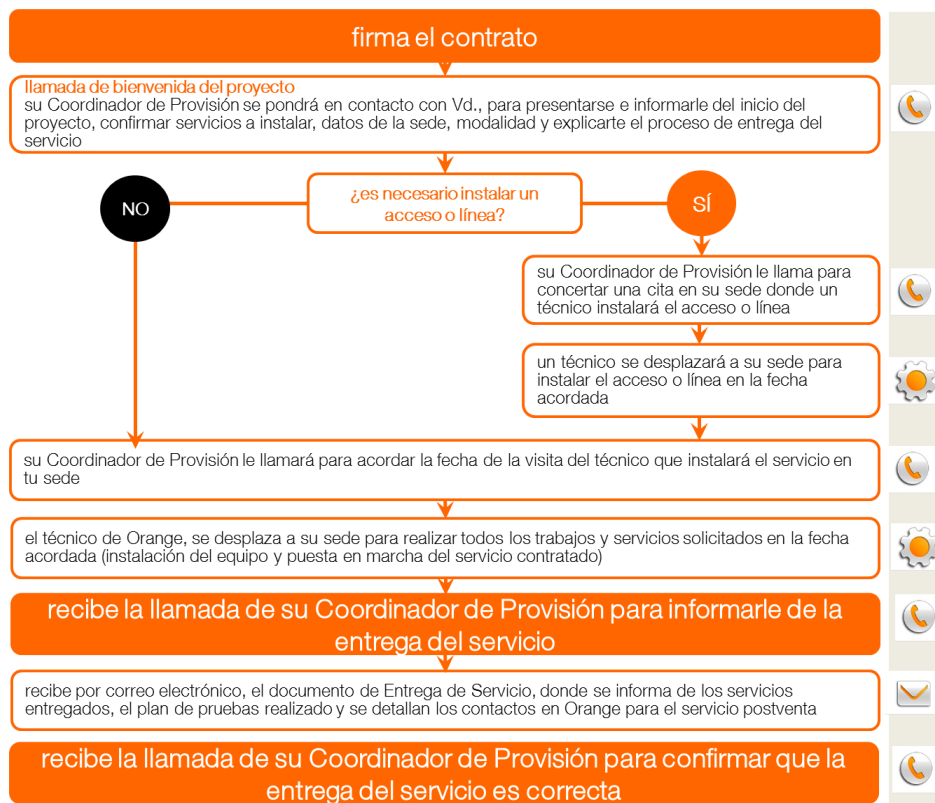 firma el contrato
llamada de bienvenida del proyecto
su Coordinador de Provisión se pondrá en contacto con Vd., para presentarse e informarle del inicio del
proyecto, confirmar servicios a instalar, datos de la sede, modalidad y explicarte el proceso de entrega del
servicio
¿es necesario instalar un
acceso o línea?
NO
SÍ
su Coordinador de Provisión le llama para
concertar una cita en su sede donde un
técnico instalará el acceso o línea
un técnico se desplazará a su sede para
instalar el acceso o línea en la fecha
acordada
su Coordinador de Provisión le llamará para acordar la fecha de la visita del técnico que instalará el servicio en
tu sede
el técnico de Orange, se desplaza a su sede para realizar todos los trabajos y servicios solicitados en la fecha
acordada (instalación del equipo y puesta en marcha del servicio contratado)
recibe la llamada de su Coordinador de Provisión para informarle de la
entrega del servicio
recibe por correo electrónico, el documento de Entrega de Servicio, donde se informa de los servicios
entregados, el plan de pruebas realizado y se detallan los contactos en Orange para el servicio postventa
recibe la llamada de su Coordinador de Provisión para confirmar que la
entrega del servicio es correcta